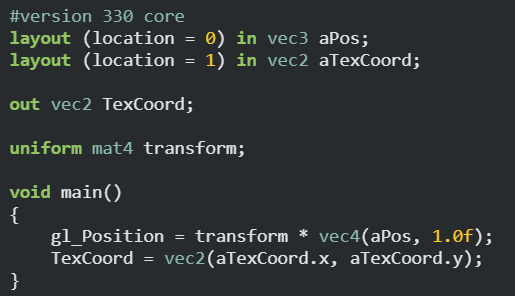 #version 330 core
layout (location = 0) in vec3 aPos;
layout (location = 1) in vec2 aTexCoord;

out vec2 TexCoord;

uniform mat4 transform;

void main()
{
    gl_Position = transform * vec4(aPos, 1.0f);
    TexCoord = vec2(aTexCoord.x, aTexCoord.y);
}